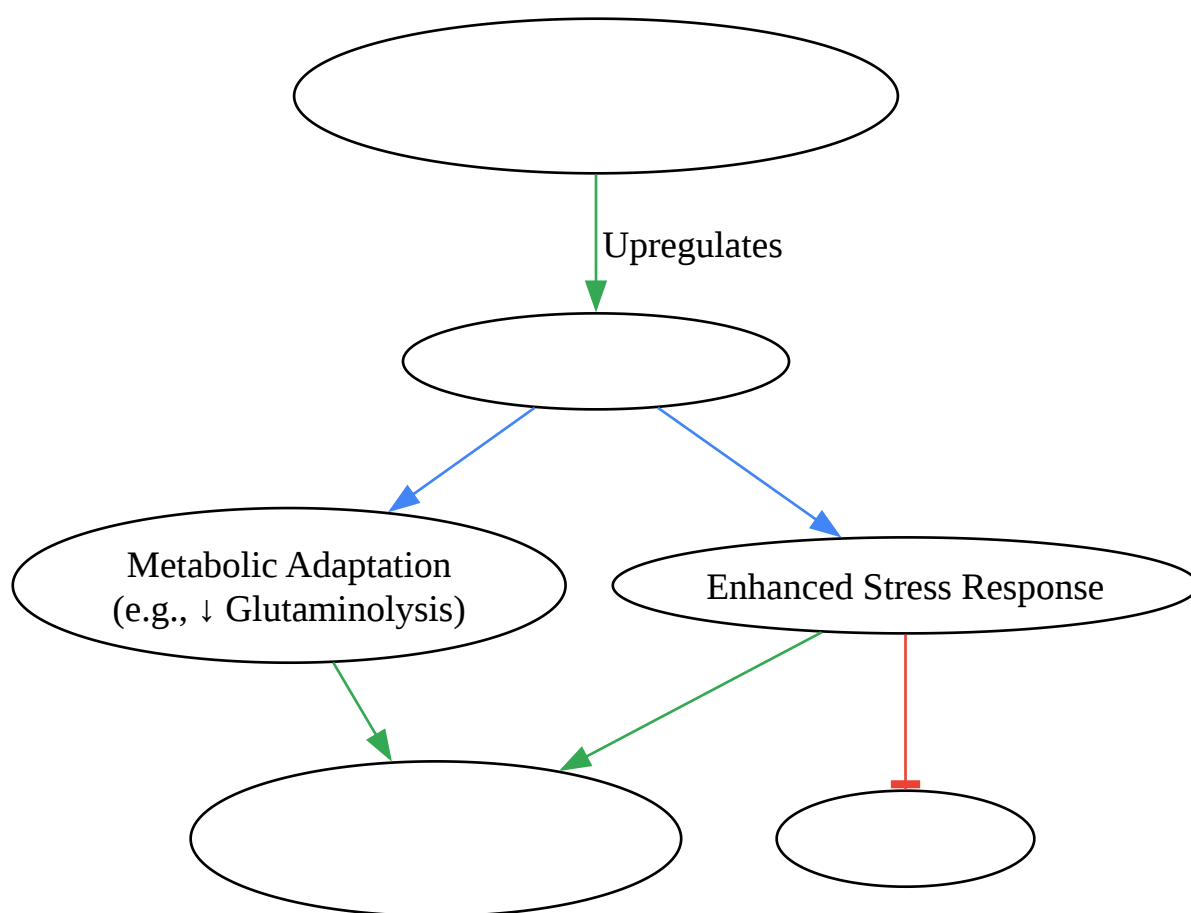 Upregulates
Metabolic Adaptation
(e.g., ↓ Glutaminolysis)
Enhanced Stress Response